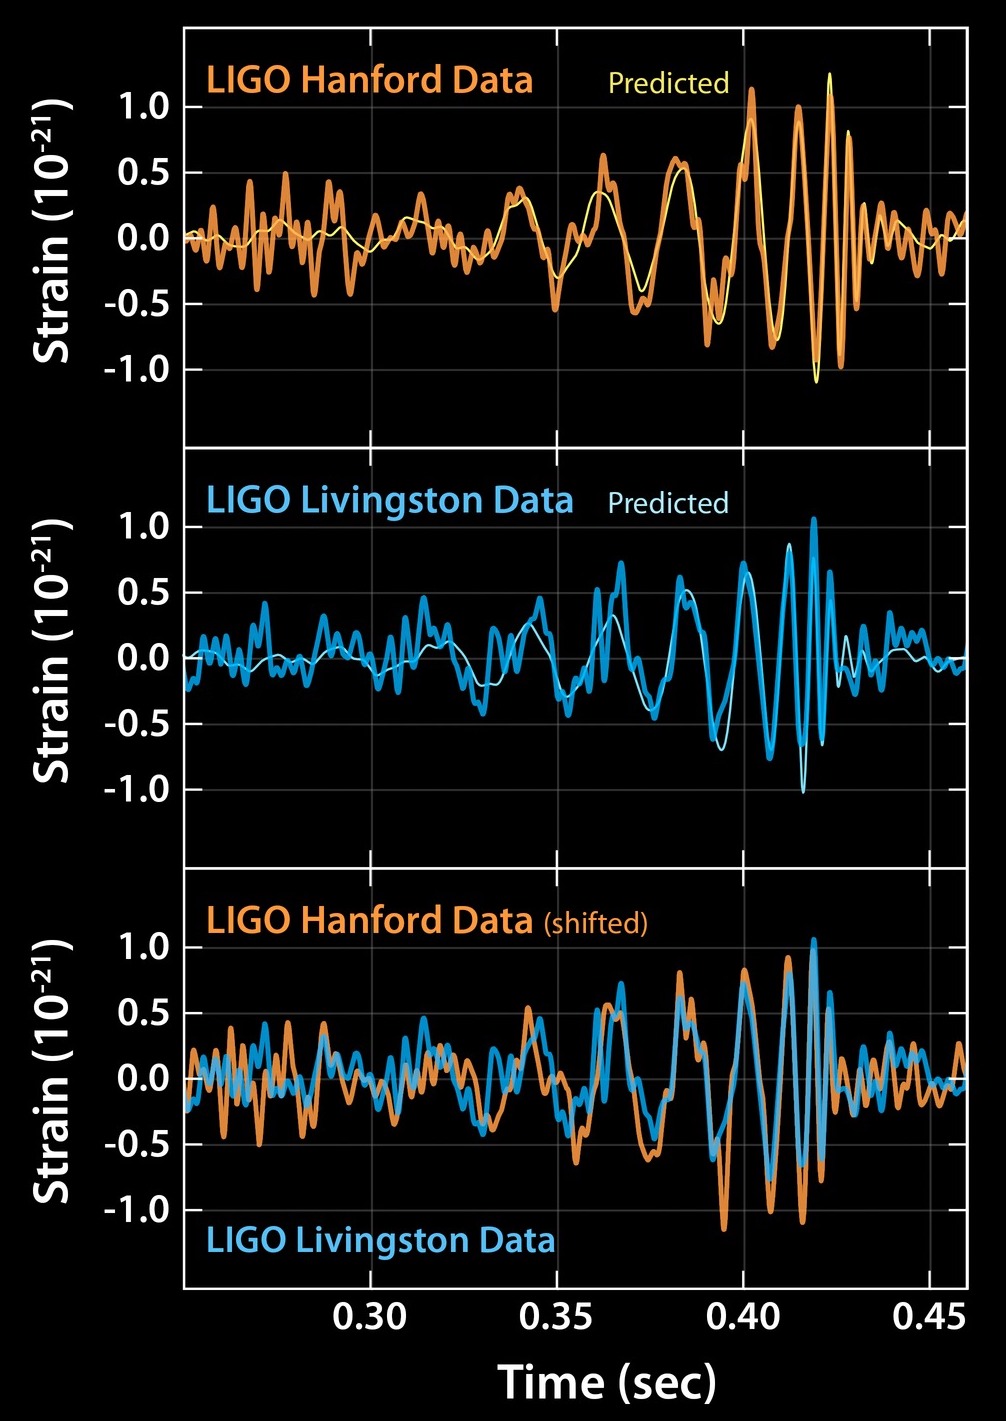 LIGO Hanford Data Predicted
1.0
0.5
0.0
-0.5
-1.0
Strain (10⁻²¹)
LIGO Livingston Data Predicted
1.0
0.5
0.0
-0.5
-1.0
Strain (10⁻²¹)
LIGO Hanford Data (shifted)
1.0
0.5
0.0
-0.5
-1.0
Strain (10⁻²¹)
LIGO Livingston Data
0.30 0.35 0.40 0.45
Time (sec)